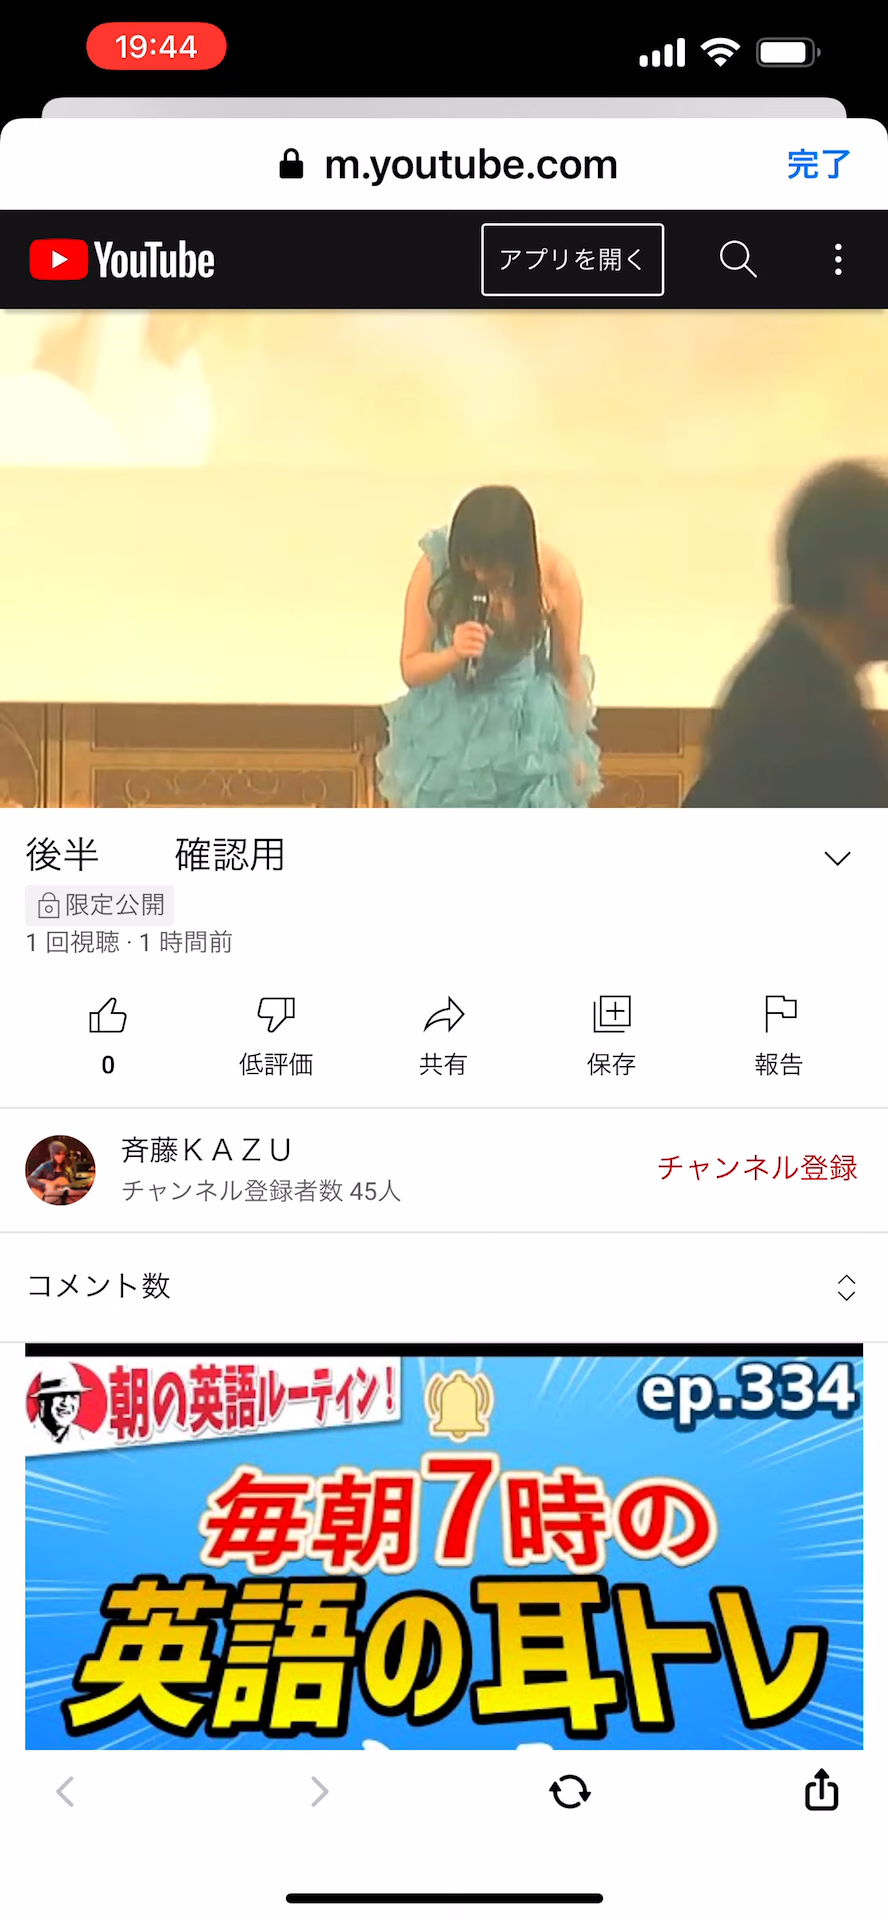 19:44
m.youtube.com
完了
YouTube
アプリを開く
後半　　確認用
限定公開
1 回視聴 · 1 時間前
0
低評価
共有
保存
報告
斉藤ＫＡＺＵ
チャンネル登録者数 45人
チャンネル登録
コメント数
朝の英語ルーティン！
ep.334
毎朝7時の
英語の耳トレ